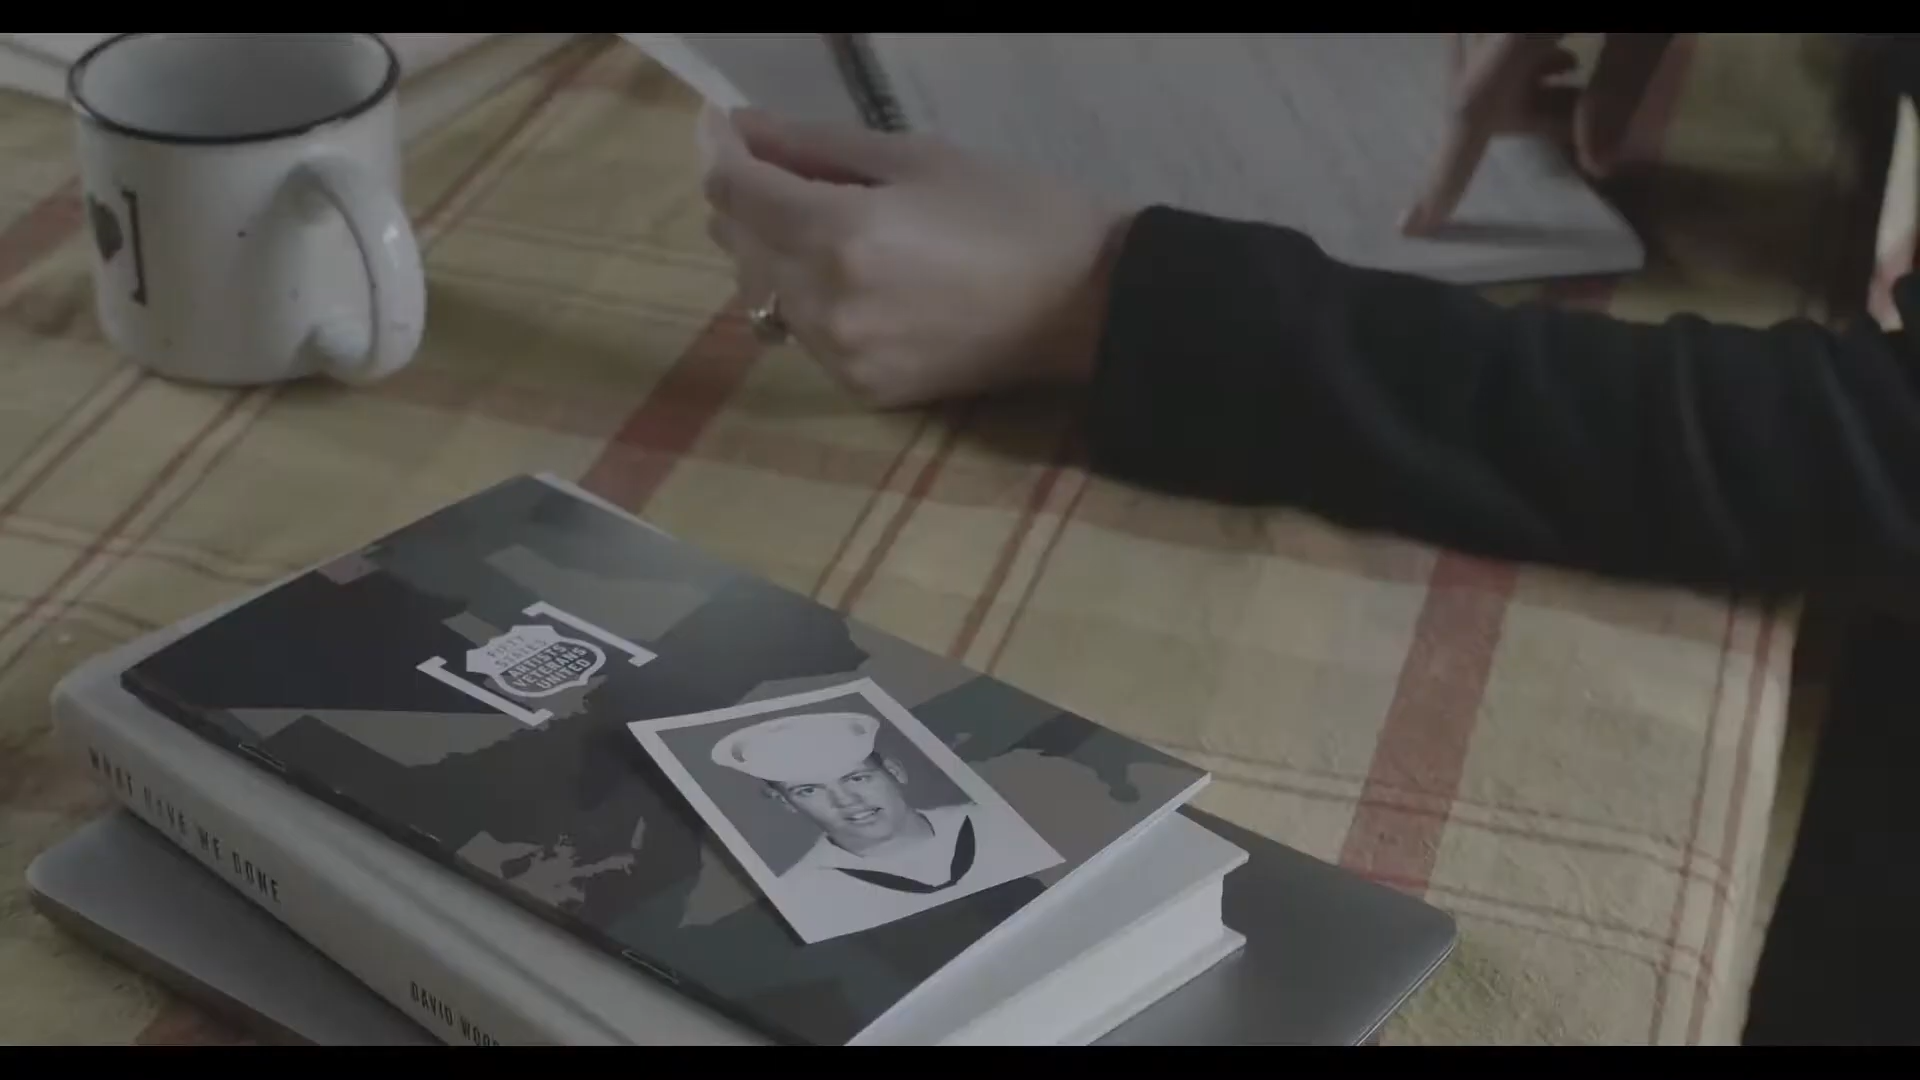 ]
FIFTY
STATES
ARTISTS
VETERANS
UNITED
WHAT HAVE WE DONE
DAVID WOOD